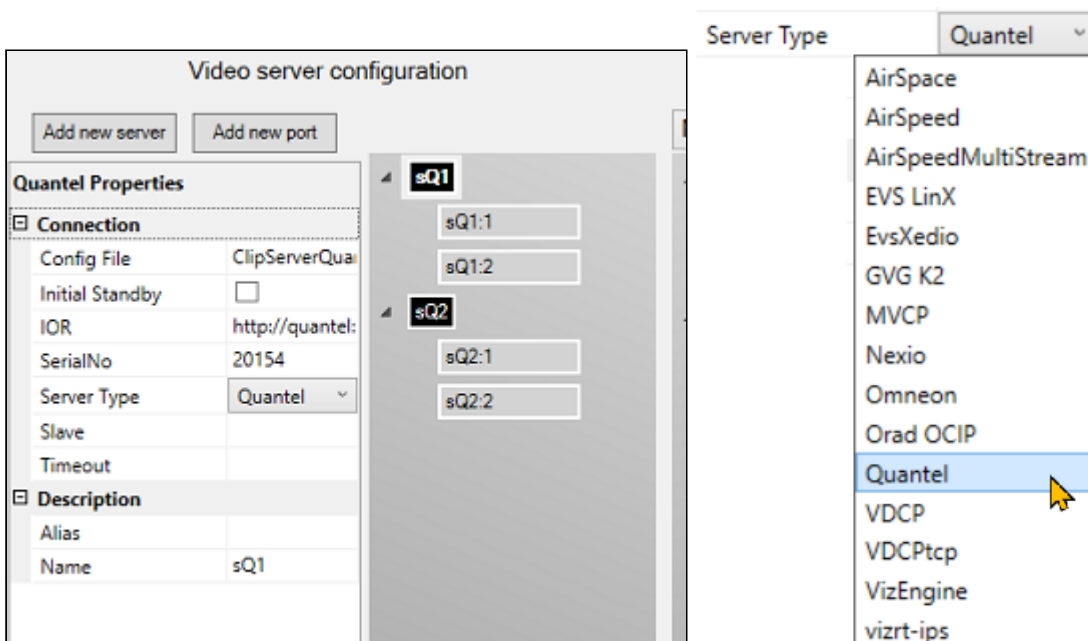 Video server configuration
Add new server
Add new port
Quantel Properties
Connection
Config File
Initial Standby
IOR http://quantel:
SerialNo 20154
Server Type Quantel
Slave
Timeout
Description
Alias
Name sQ1
sQ1
sQ1:1
sQ1:2
sQ2
sQ2:1
sQ2:2
Server Type Quantel
AirSpace
AirSpeed
AirSpeedMultiStream
EVS LinX
EvsXedio
GVG K2
MVCP
Nexio
Omneon
Orad OCIP
Quantel
VDCP
VDCPtcp
VizEngine
vizrt-ips